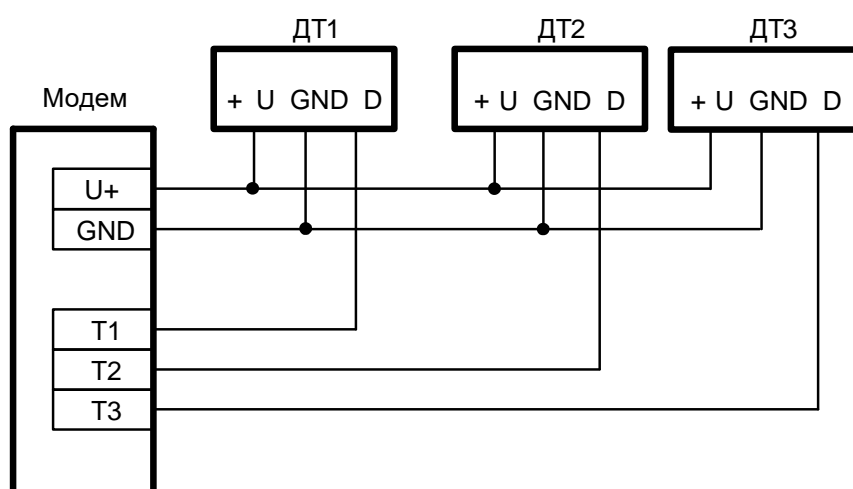 ДТ1
ДТ2
ДТ3
Модем
+ U GND D
+ U GND D
+ U GND D
U+
GND
T1
T2
T3